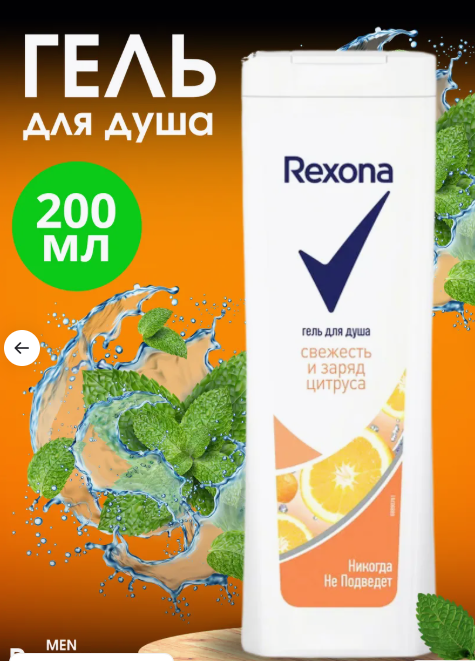 ГЕЛЬ
для душа
200
МЛ
Rexona
гель для душа
свежесть
и заряд
цитруса
Никогда
Не Подведет
MEN